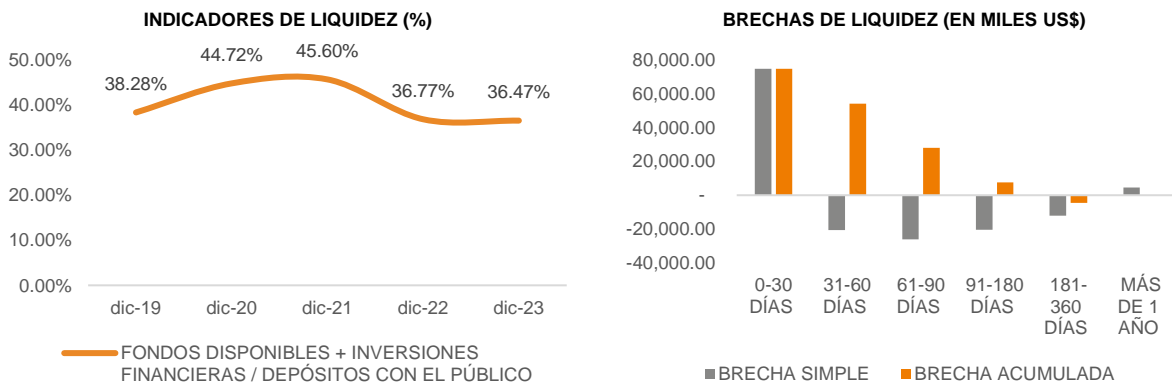 INDICADORES DE LIQUIDEZ (%)
50.00%
40.00%
30.00%
20.00%
10.00%
0.00%
38.28%
44.72%
45.60%
36.77%
36.47%
dic-19
dic-20
dic-21
dic-22
dic-23
FONDOS DISPONIBLES + INVERSIONES
FINANCIERAS / DEPÓSITOS CON EL PÚBLICO
BRECHAS DE LIQUIDEZ (EN MILES US$)
80,000.00
60,000.00
40,000.00
20,000.00
-
-20,000.00
-40,000.00
0-30
DÍAS
31-60
DÍAS
61-90
DÍAS
91-180
DÍAS
181-
360
DÍAS
MÁS
DE 1
AÑO
BRECHA SIMPLE
BRECHA ACUMULADA